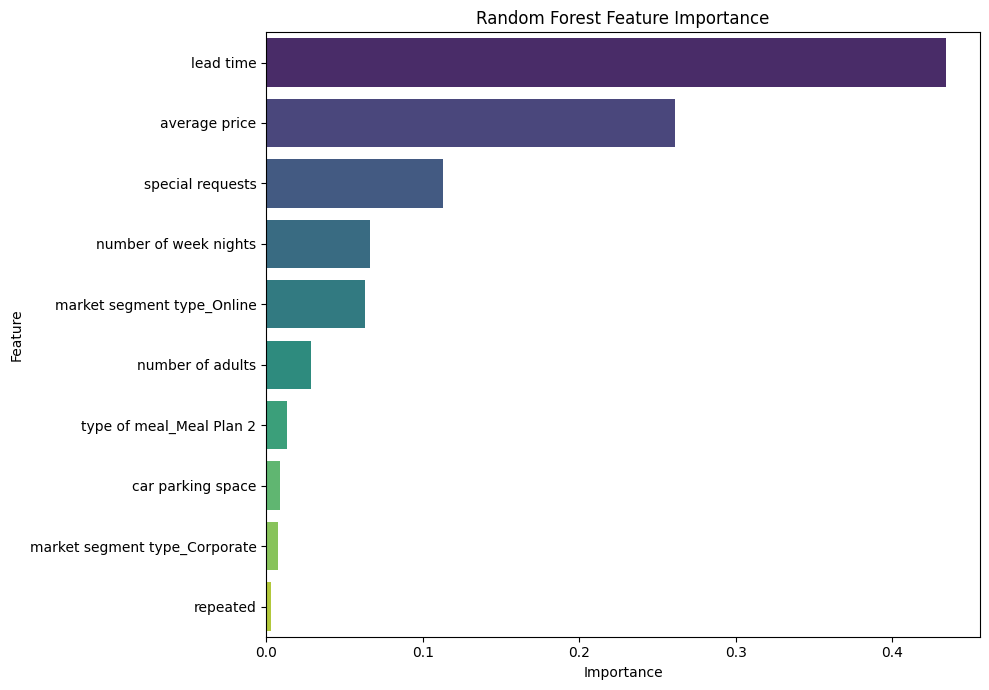 Random Forest Feature Importance
Feature
lead time
average price
special requests
number of week nights
market segment type_Online
number of adults
type of meal_Meal Plan 2
car parking space
market segment type_Corporate
repeated
0.0 0.1 0.2 0.3 0.4
Importance